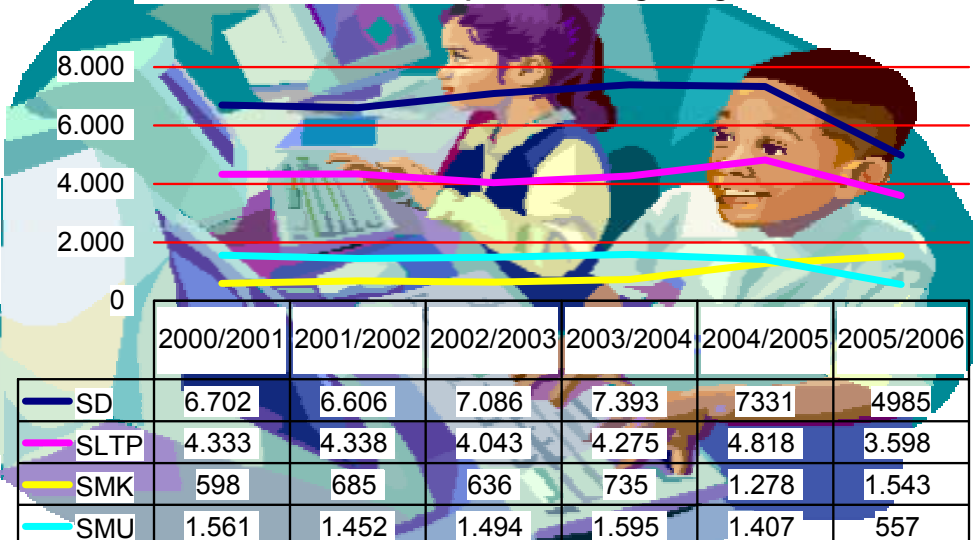 8.000
6.000
4.000
2.000
0
2000/2001 2001/2002 2002/2003 2003/2004 2004/2005 2005/2006
SD 6.702 6.606 7.086 7.393 7331 4985
SLTP 4.333 4.338 4.043 4.275 4.818 3.598
SMK 598 685 636 735 1.278 1.543
SMU 1.561 1.452 1.494 1.595 1.407 557